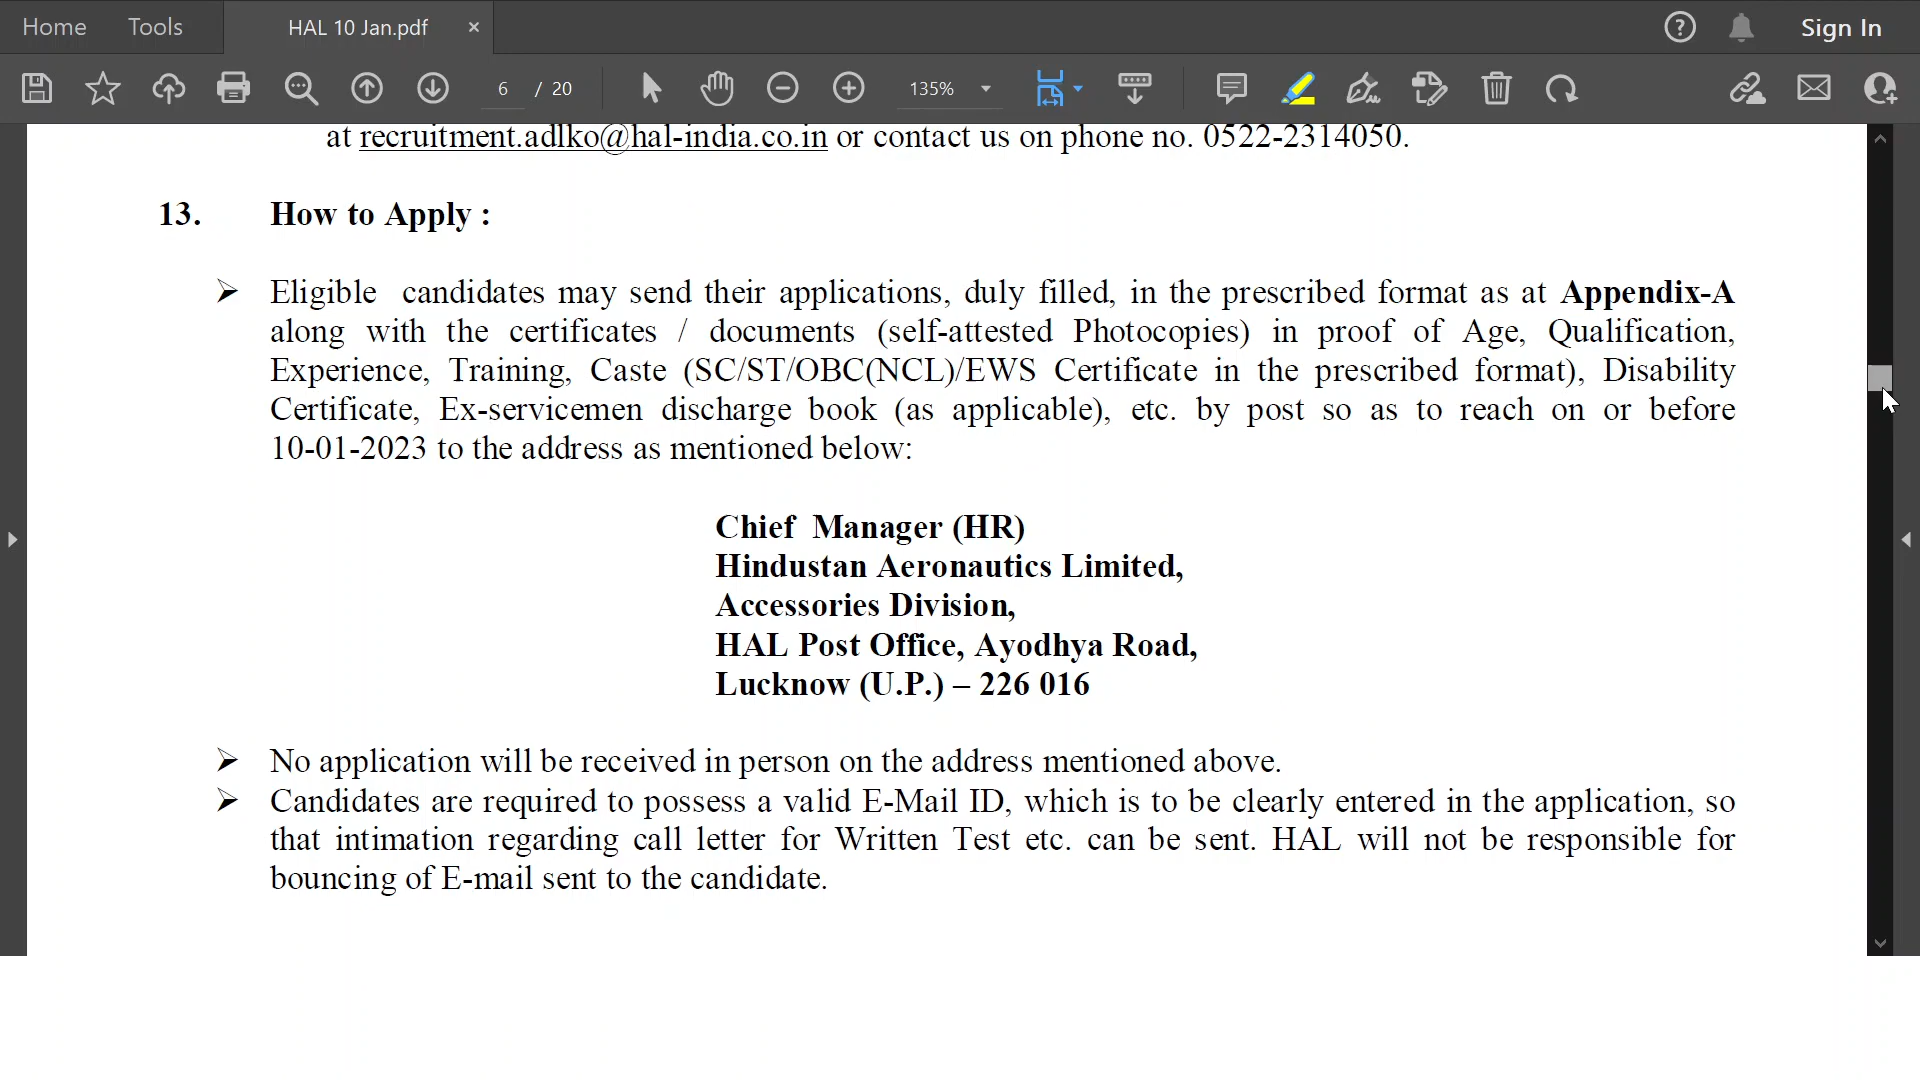 Home Tools HAL 10 Jan.pdf × ? Sign In
6 / 20 135%
at recruitment.adlko@hal-india.co.in or contact us on phone no. 0522-2314050.
13. How to Apply :
➢ Eligible candidates may send their applications, duly filled, in the prescribed format as at Appendix-A
along with the certificates / documents (self-attested Photocopies) in proof of Age, Qualification,
Experience, Training, Caste (SC/ST/OBC(NCL)/EWS Certificate in the prescribed format), Disability
Certificate, Ex-servicemen discharge book (as applicable), etc. by post so as to reach on or before
10-01-2023 to the address as mentioned below:
Chief Manager (HR)
Hindustan Aeronautics Limited,
Accessories Division,
HAL Post Office, Ayodhya Road,
Lucknow (U.P.) – 226 016
➢ No application will be received in person on the address mentioned above.
➢ Candidates are required to possess a valid E-Mail ID, which is to be clearly entered in the application, so
that intimation regarding call letter for Written Test etc. can be sent. HAL will not be responsible for
bouncing of E-mail sent to the candidate.